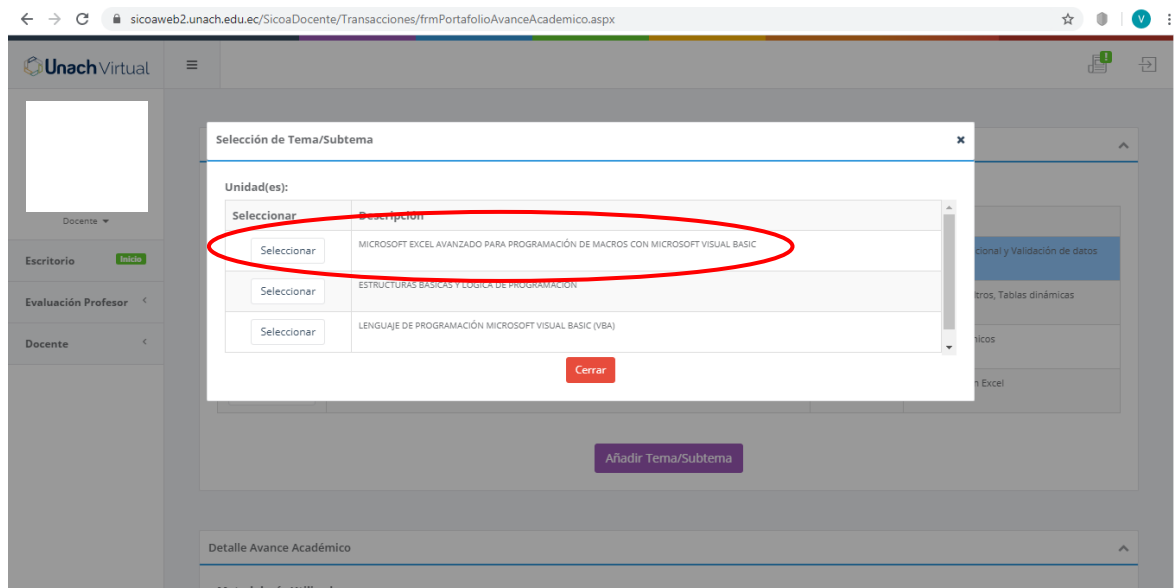 sicoaweb2.unach.edu.ec/SicoaDocente/Transacciones/frmPortafolioAvanceAcademico.aspx
V
Unach Virtual
Docente
Escritorio
Inicio
Evaluación Profesor
Docente
Selección de Tema/Subtema
Unidad(es):
Seleccionar Descripción
Seleccionar MICROSOFT EXCEL AVANZADO PARA PROGRAMACIÓN DE MACROS CON MICROSOFT VISUAL BASIC
Seleccionar ESTRUCTURAS BÁSICAS Y LÓGICA DE PROGRAMACIÓN
Seleccionar LENGUAJE DE PROGRAMACIÓN MICROSOFT VISUAL BASIC (VBA)
Cerrar
cional y Validación de datos
ltros, Tablas dinámicas
nicos
n Excel
Añadir Tema/Subtema
Detalle Avance Académico